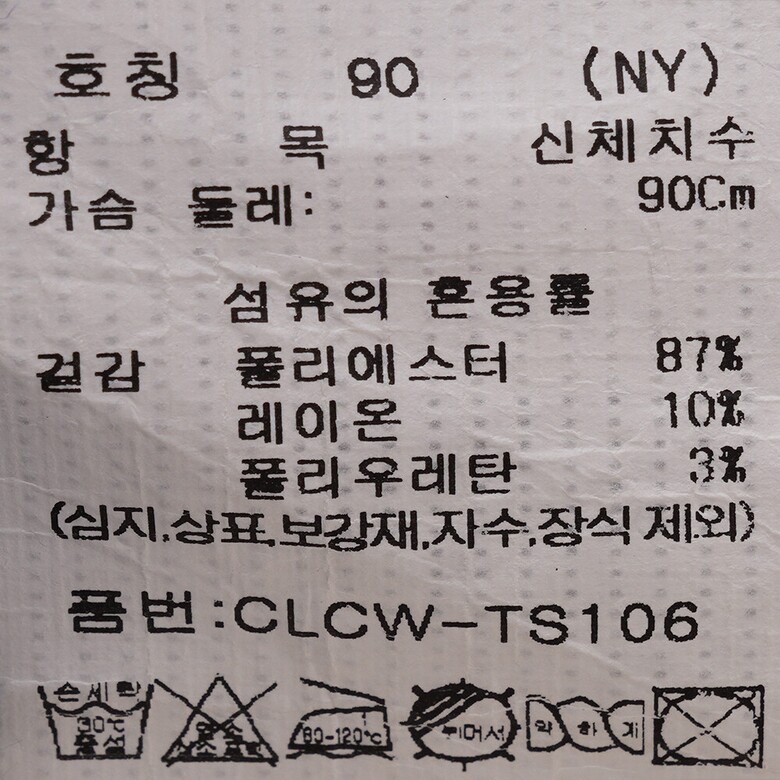 호칭 90 (NY)
항 목 신체치수
가슴 둘레: 90Cm
섬유의 혼용률
겉감 폴리에스터 87%
레이온 10%
폴리우레탄 3%
(심지,상표,보강재,자수,장식 제외)
품번:CLCW-TS106
손세탁 약하게
30℃ 80-120℃
중성